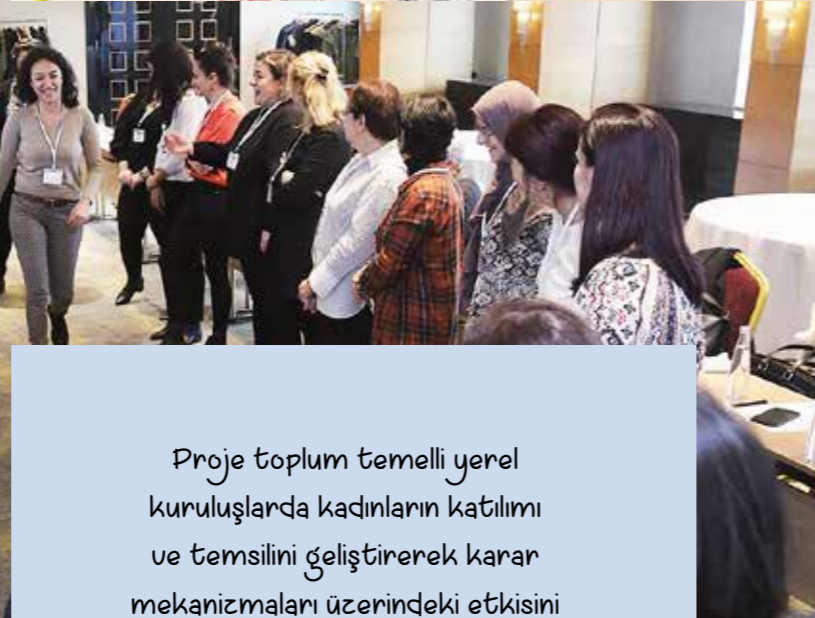 Proje toplum temelli yerel
kuruluşlarda kadınların katılımı
ve temsilini geliştirerek karar
mekanizmaları üzerindeki etkisini